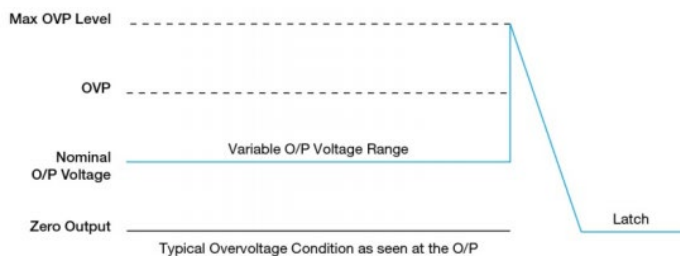 Max OVP Level
OVP
Variable O/P Voltage Range
Nominal
O/P Voltage
Zero Output
Latch
Typical Overvoltage Condition as seen at the O/P